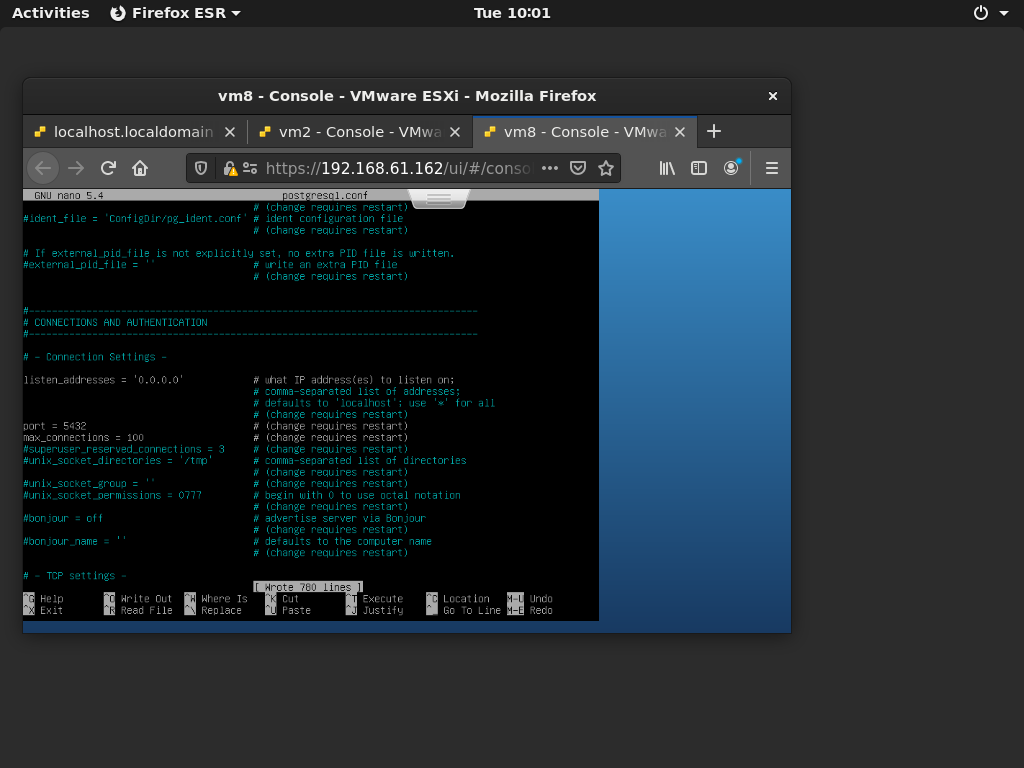 Activities Firefox ESR Tue 10:01
vm8 - Console - VMware ESXi - Mozilla Firefox
localhost.localdomain vm2 - Console - VMwa vm8 - Console - VMwa
https://192.168.61.162/ui/#/conso
GNU nano 5.4 postgresql.conf
# (change requires restart)
#ident_file = 'ConfigDir/pg_ident.conf' # ident configuration file
# (change requires restart)
# If external_pid_file is not explicitly set, no extra PID file is written.
#external_pid_file = '' # write an extra PID file
# (change requires restart)
#------------------------------------------------------------------------------
# CONNECTIONS AND AUTHENTICATION
#------------------------------------------------------------------------------
# - Connection Settings -
listen_addresses = '0.0.0.0' # what IP address(es) to listen on;
# comma-separated list of addresses;
# defaults to 'localhost'; use '*' for all
# (change requires restart)
port = 5432 # (change requires restart)
max_connections = 100 # (change requires restart)
#superuser_reserved_connections = 3 # (change requires restart)
#unix_socket_directories = '/tmp' # comma-separated list of directories
# (change requires restart)
#unix_socket_group = '' # (change requires restart)
#unix_socket_permissions = 0777 # begin with 0 to use octal notation
# (change requires restart)
#bonjour = off # advertise server via Bonjour
# (change requires restart)
#bonjour_name = '' # defaults to the computer name
# (change requires restart)
# - TCP settings -
[ Wrote 780 lines ]
^G Help ^O Write Out ^W Where Is ^K Cut ^T Execute ^C Location M-U Undo
^X Exit ^R Read File ^\ Replace ^U Paste ^J Justify ^_ Go To Line M-E Redo